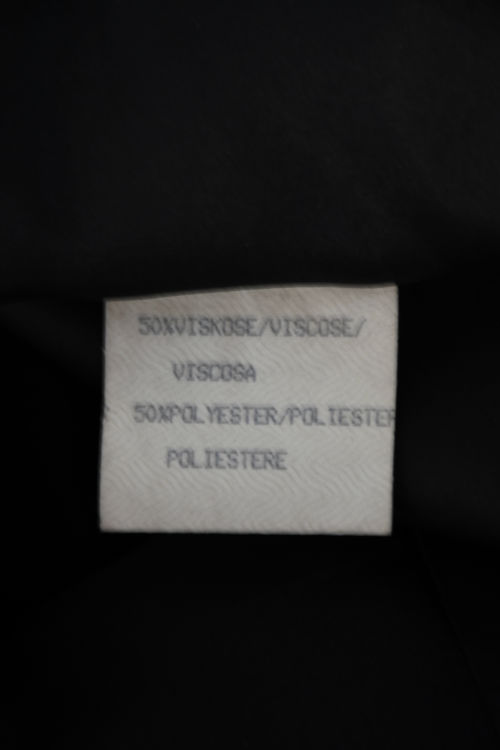 50%VISKOSE/VISCOSE/
VISCOSA
50%POLYESTER/POLIESTER
POLIESTERE